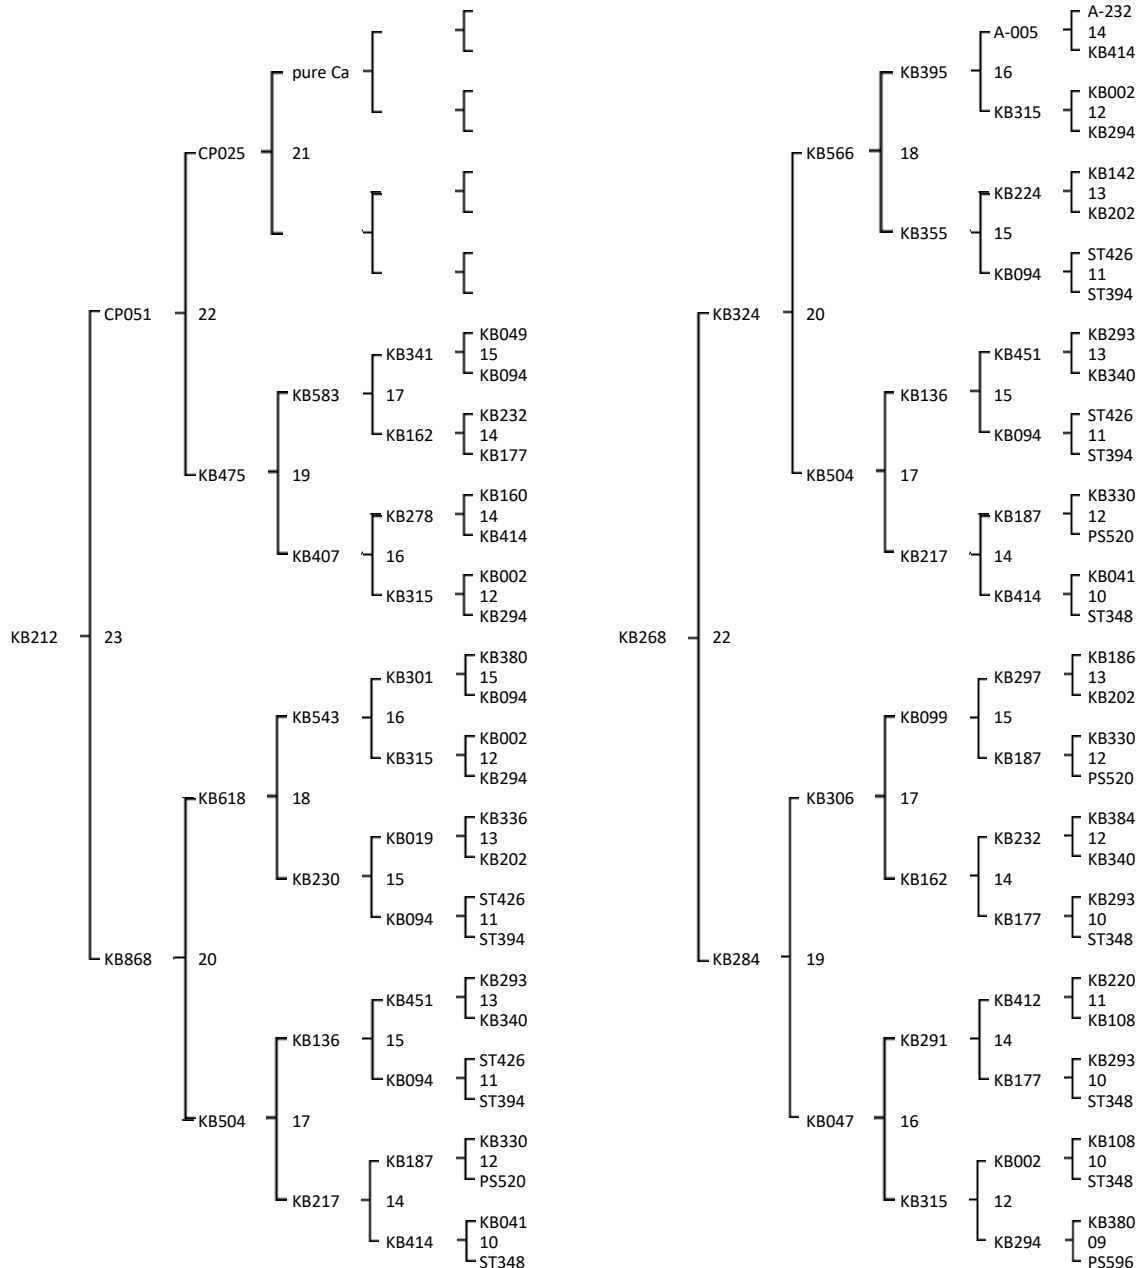 A-232
A-005 14
KB414
pure Ca KB395 16
KB002
KB315 12
KB294
CP025 21 KB566 18
KB142
KB224 13
KB202
KB355 15
ST426
KB094 11
ST394
CP051 22 KB324 20
KB049 KB293
KB341 15 KB451 13
KB094 KB340
KB583 17 KB136 15
KB232 ST426
KB162 14 KB094 11
KB177 ST394
KB475 19 KB504 17
KB160 KB330
KB278 14 KB187 12
KB414 PS520
KB407 16 KB217 14
KB002 KB041
KB315 12 KB414 10
KB294 ST348
KB212 23 KB268 22
KB380 KB186
KB301 15 KB297 13
KB094 KB202
KB543 16 KB099 15
KB002 KB330
KB315 12 KB187 12
KB294 PS520
KB618 18 KB306 17
KB336 KB384
KB019 13 KB232 12
KB202 KB340
KB230 15 KB162 14
ST426 KB293
KB094 11 KB177 10
ST394 ST348
KB868 20 KB284 19
KB293 KB220
KB451 13 KB412 11
KB340 KB108
KB136 15 KB291 14
ST426 KB293
KB094 11 KB177 10
ST394 ST348
KB504 17 KB047 16
KB330 KB108
KB187 12 KB002 10
PS520 ST348
KB217 14 KB315 12
KB041 KB380
KB414 10 KB294 09
ST348 PS596